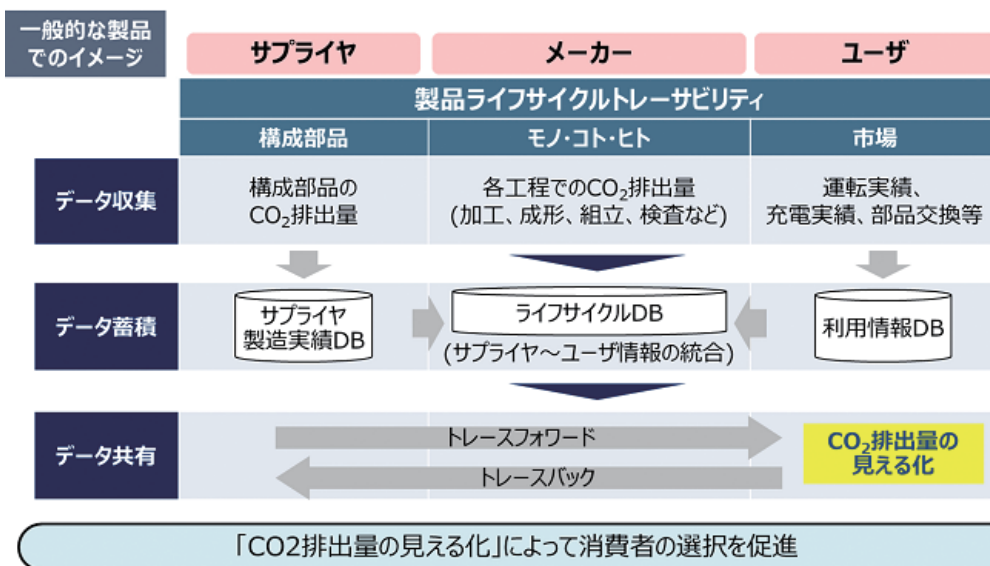 一般的な製品
でのイメージ
サプライヤ
メーカー
ユーザ
製品ライフサイクルトレーサビリティ
構成部品
モノ・コト・ヒト
市場
データ収集
構成部品の
CO₂排出量
各工程でのCO₂排出量
(加工、成形、組立、検査など)
運転実績、
充電実績、部品交換等
データ蓄積
サプライヤ
製造実績DB
ライフサイクルDB
(サプライヤ～ユーザ情報の統合)
利用情報DB
データ共有
トレースフォワード
トレースバック
CO₂排出量の
見える化
「CO2排出量の見える化」によって消費者の選択を促進